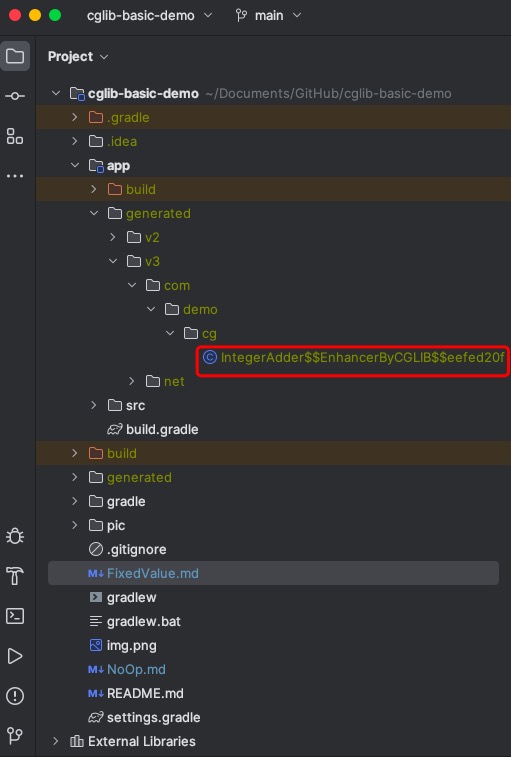 cglib-basic-demo main
Project
cglib-basic-demo ~/Documents/GitHub/cglib-basic-demo
.gradle
.idea
app
build
generated
v2
v3
com
demo
cg
IntegerAdder$$EnhancerByCGLIB$$eefed20f
net
src
build.gradle
build
generated
gradle
pic
.gitignore
M↓ FixedValue.md
gradlew
gradlew.bat
img.png
M↓ NoOp.md
M↓ README.md
settings.gradle
External Libraries